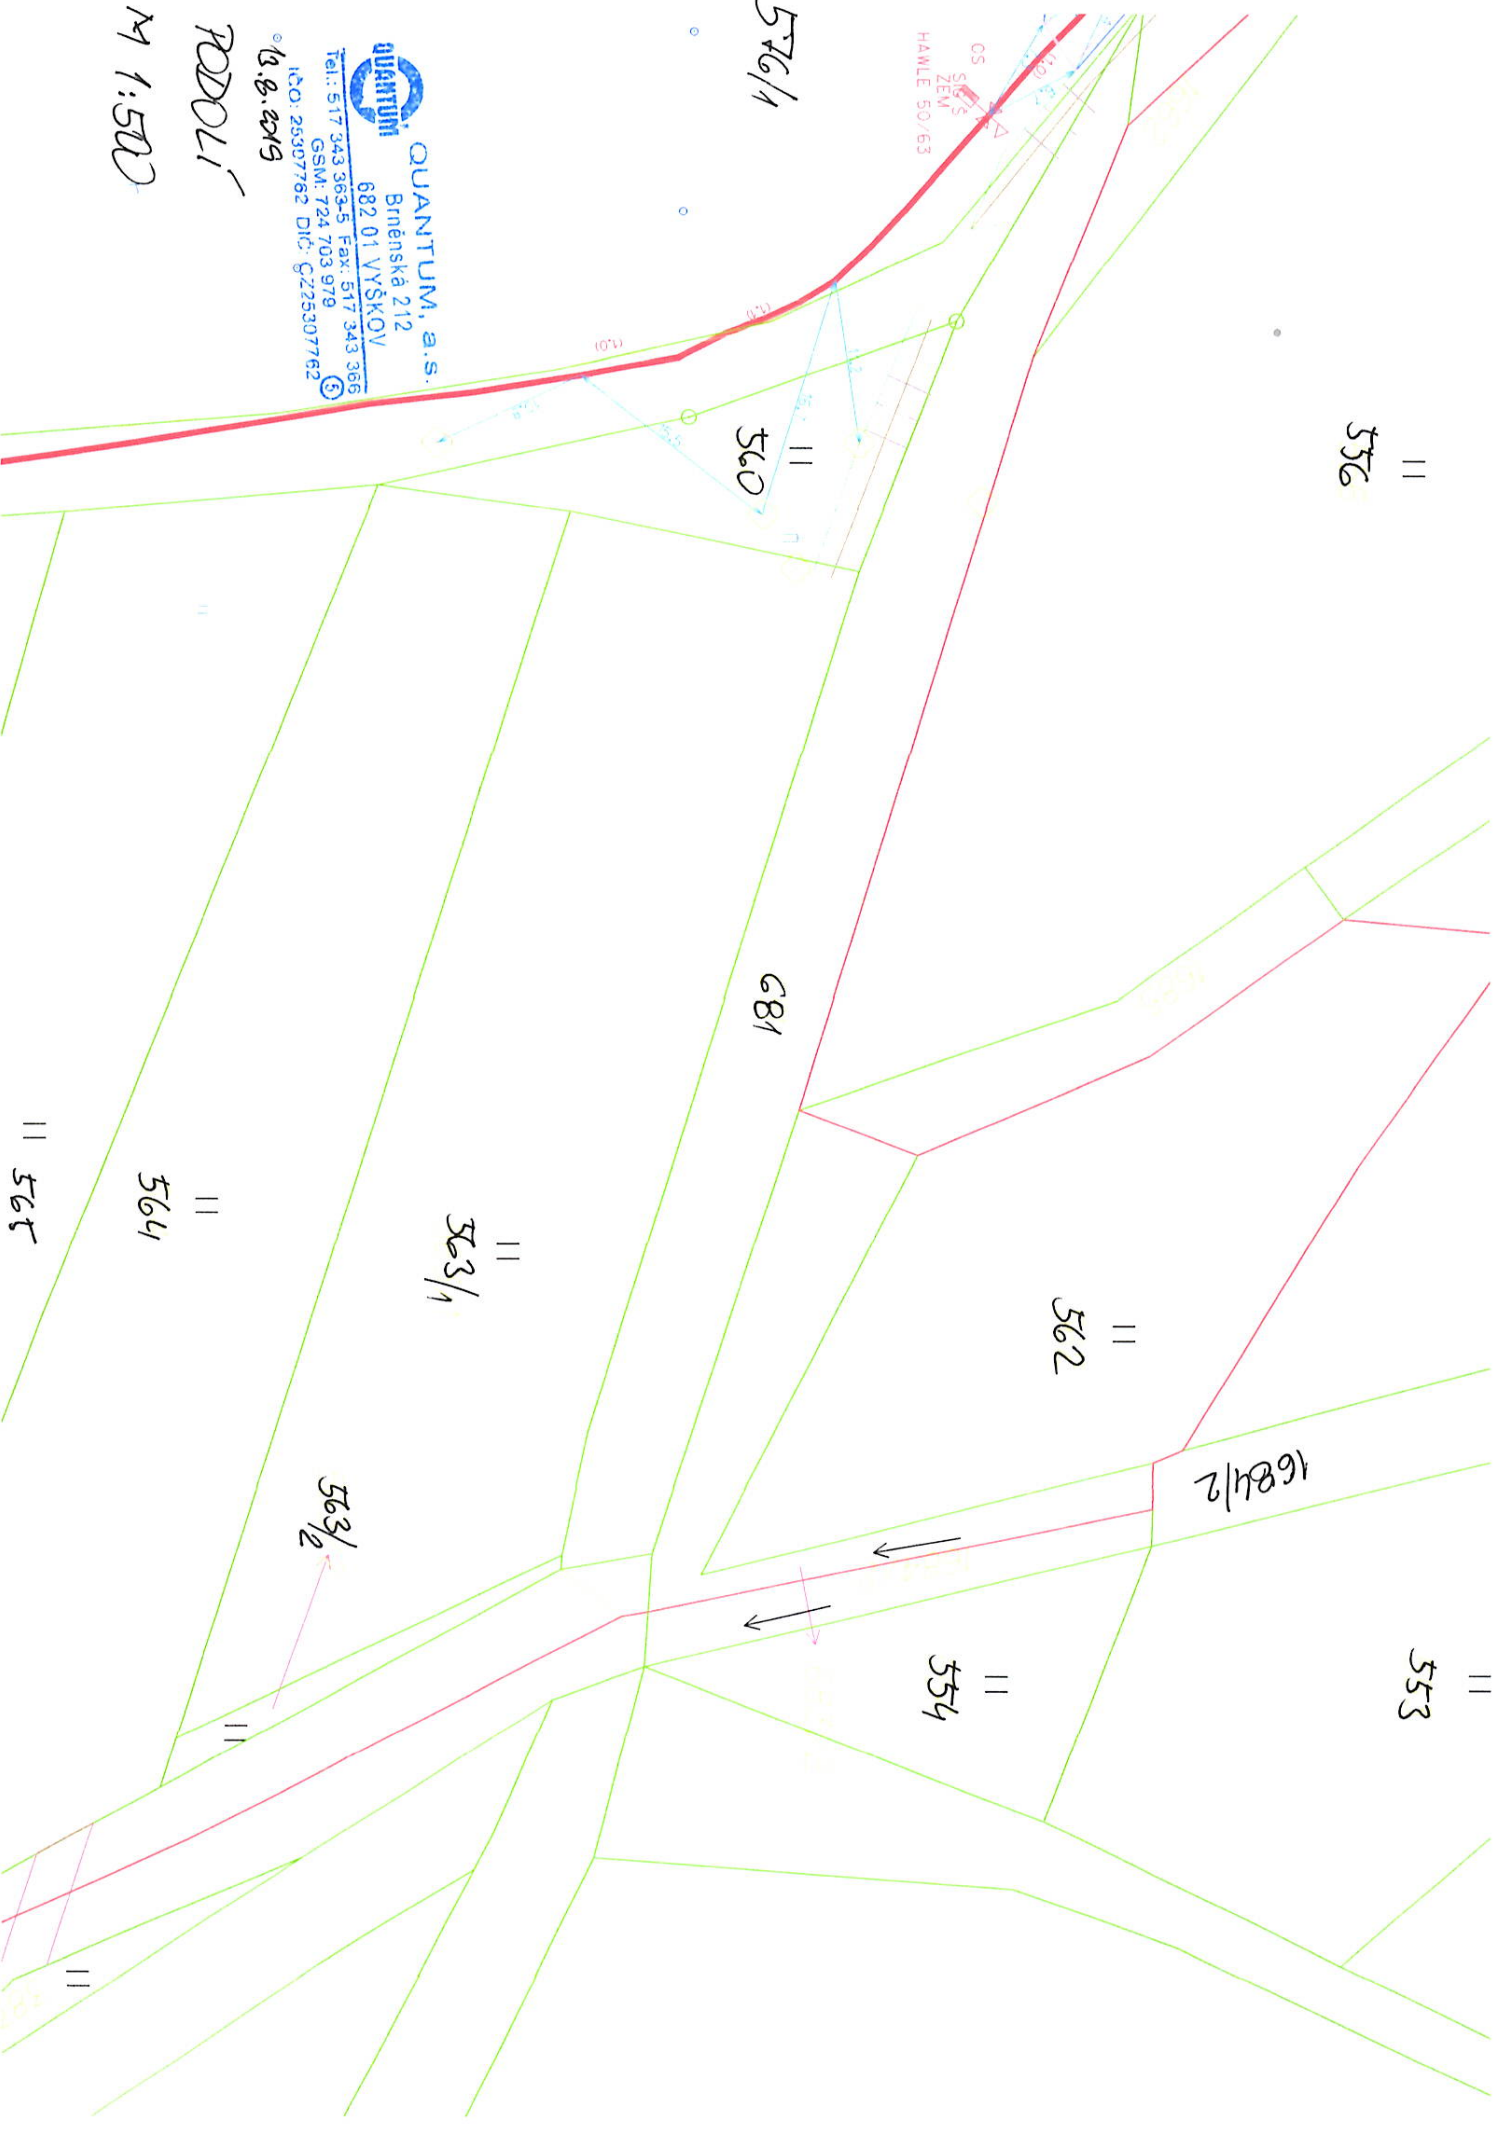 576/1
CS
SIG Š
ZEM
HAWLE 50/63
556
560
681
562
1684/2
554
553
563/1
563/2
564
565
QUANTUM
QUANTUM, a.s.
Brněnská 212
682 01 VYŠKOV
Tel.: 517 343 363-5 Fax: 517 343 366
GSM: 724 703 979
IČO: 25307762 DIČ: CZ25307762
5
13.8.2019
PODOLÍ
M 1:500